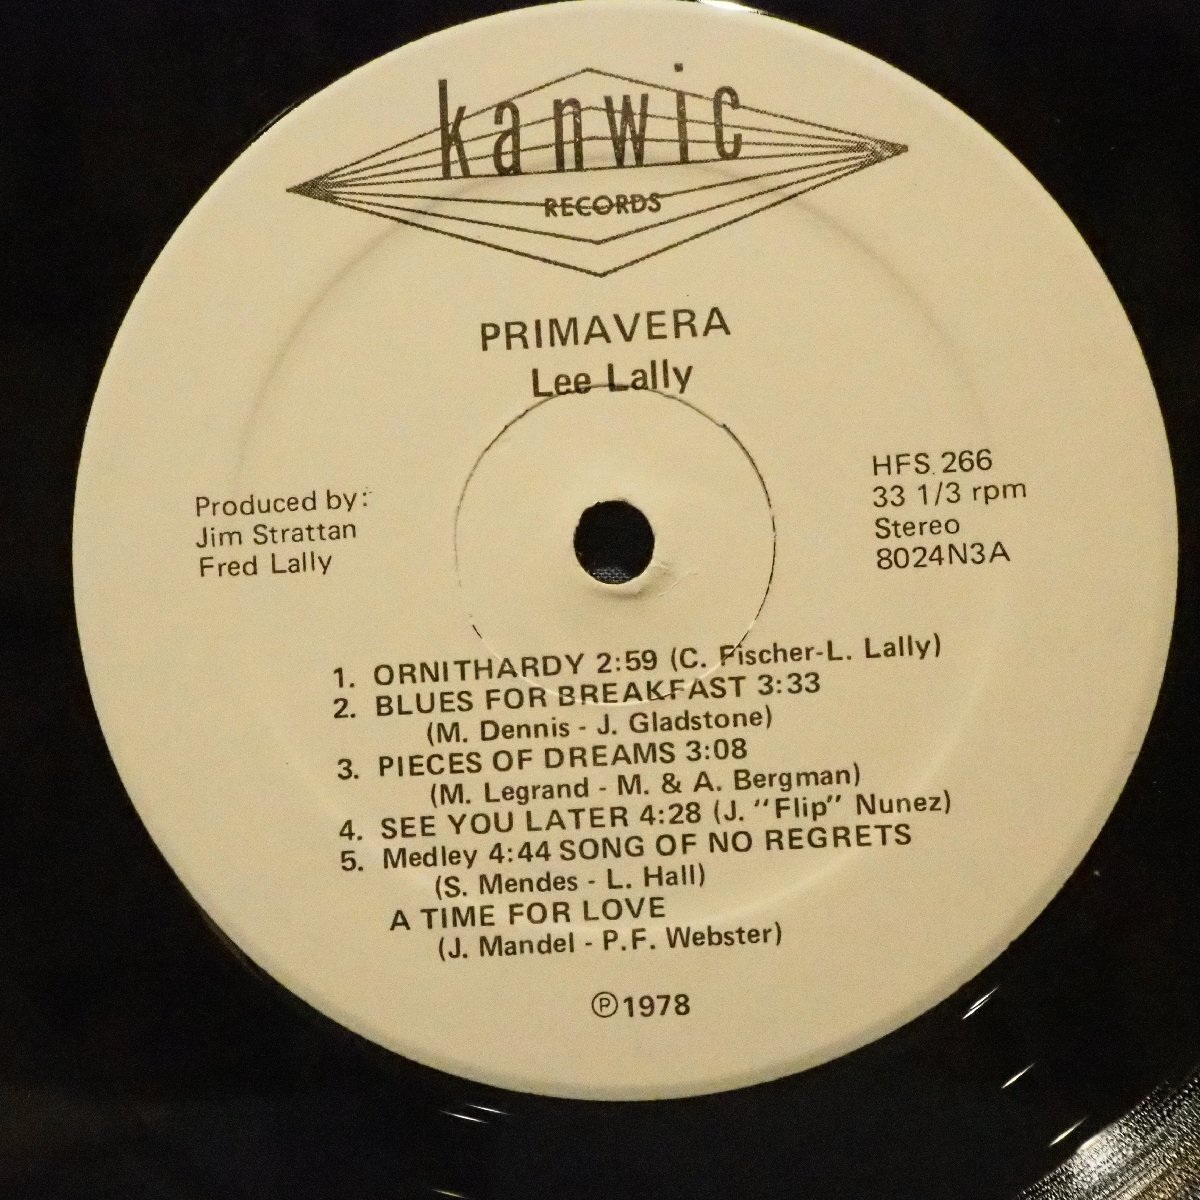 kanwic
RECORDS
PRIMAVERA
Lee Lally
Produced by:
Jim Strattan
Fred Lally
HFS 266
33 1/3 rpm
Stereo
8024N3A
1. ORNITHARDY 2:59 (C. Fischer-L. Lally)
2. BLUES FOR BREAKFAST 3:33
(M. Dennis - J. Gladstone)
3. PIECES OF DREAMS 3:08
(M. Legrand - M. & A. Bergman)
4. SEE YOU LATER 4:28 (J. "Flip" Nunez)
5. Medley 4:44 SONG OF NO REGRETS
(S. Mendes - L. Hall)
A TIME FOR LOVE
(J. Mandel - P.F. Webster)
℗1978